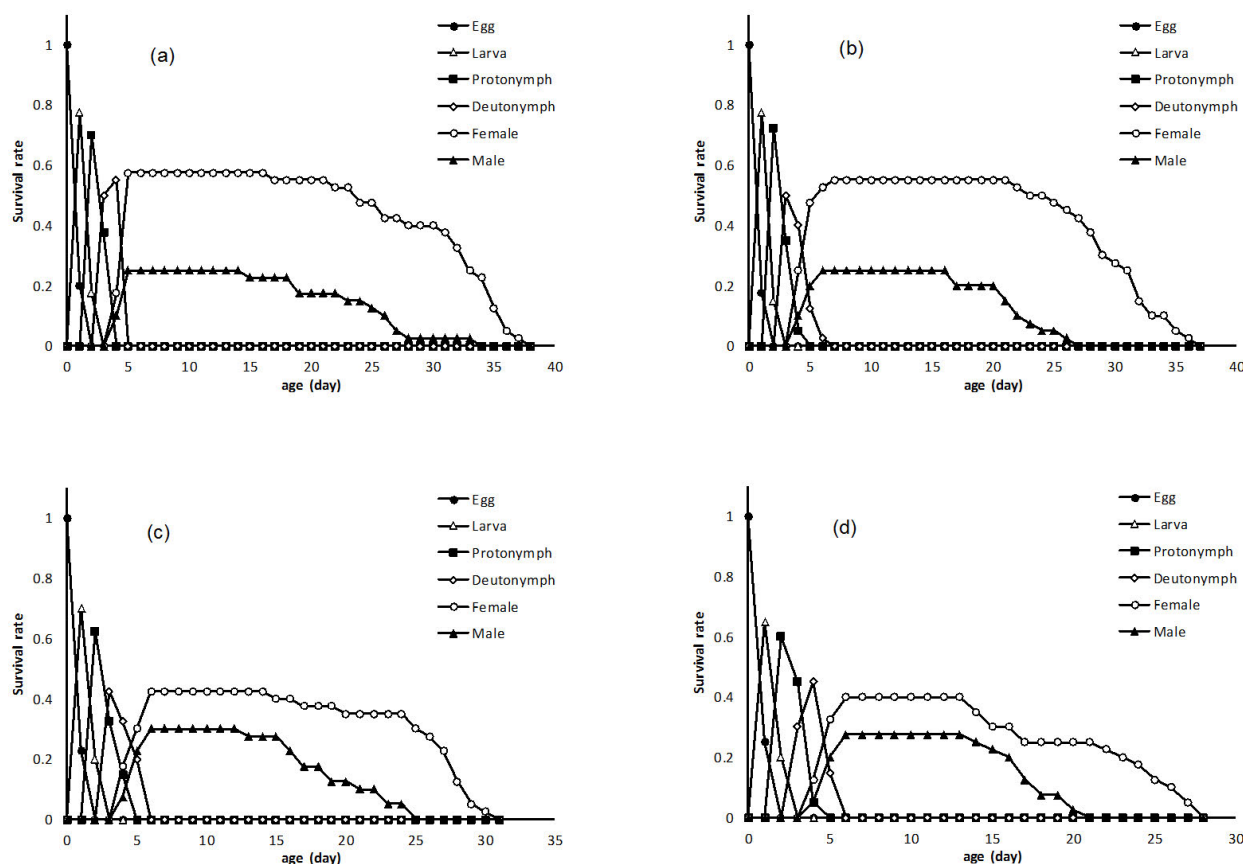 (a)
Egg
Larva
Protonymph
Deutonymph
Female
Male
Survival rate
1
0.8
0.6
0.4
0.2
0
0 5 10 15 20 25 30 35 40
age (day)
(b)
Egg
Larva
Protonymph
Deutonymph
Female
Male
Survival rate
1
0.8
0.6
0.4
0.2
0
0 5 10 15 20 25 30 35 40
age (day)
(c)
Egg
Larva
Protonymph
Deutonymph
Female
Male
Survival rate
1
0.8
0.6
0.4
0.2
0
0 5 10 15 20 25 30 35
age (day)
(d)
Egg
Larva
Protonymph
Deutonymph
Female
Male
Survival rate
1
0.8
0.6
0.4
0.2
0
0 5 10 15 20 25 30
age (day)